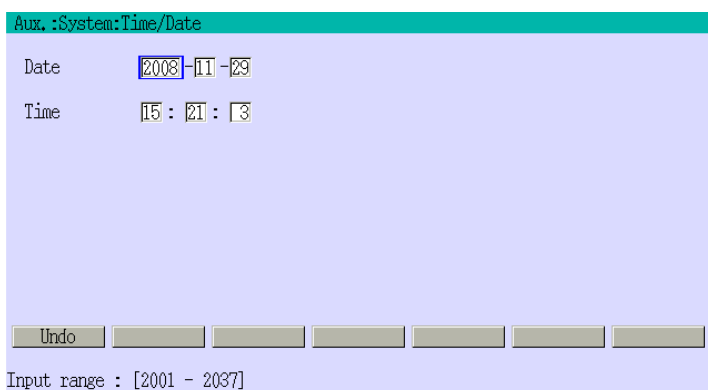 Aux.:System:Time/Date
Date 2008-11-29
Time 15: 21: 3
Undo
Input range : [2001 - 2037]